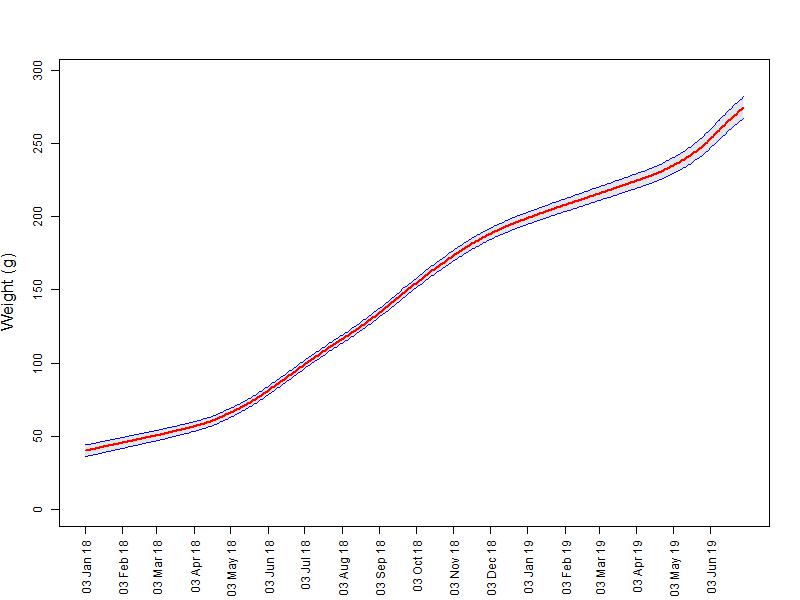 Weight (g)
300
250
200
150
100
50
0
03 Jan 18
03 Feb 18
03 Mar 18
03 Apr 18
03 May 18
03 Jun 18
03 Jul 18
03 Aug 18
03 Sep 18
03 Oct 18
03 Nov 18
03 Dec 18
03 Jan 19
03 Feb 19
03 Mar 19
03 Apr 19
03 May 19
03 Jun 19